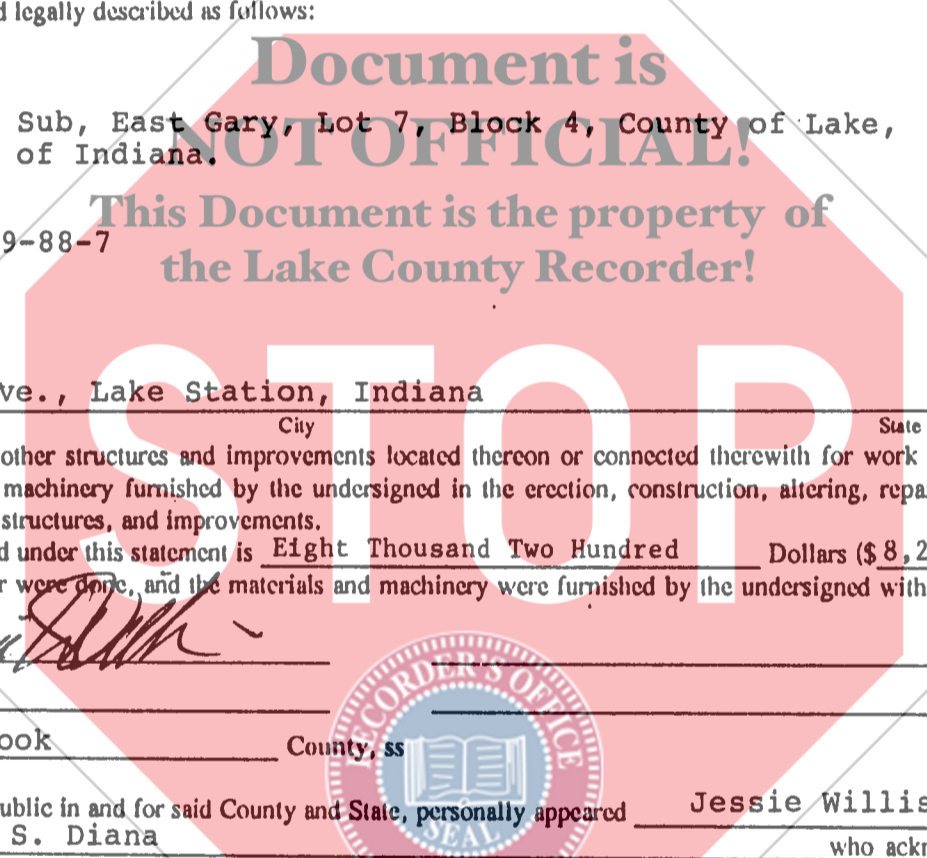 d legally described as follows:
Document is
Sub, East Gary, Lot 7, Block 4, County of Lake,
NOT OFFICIAL!
of Indiana.
This Document is the property of
9-88-7
the Lake County Recorder!
STOP
ve., Lake Station, Indiana
City State
other structures and improvements located thereon or connected therewith for work
machinery furnished by the undersigned in the erection, construction, altering, repa
structures, and improvements.
d under this statement is Eight Thousand Two Hundred Dollars ($ 8,2
r were done, and the materials and machinery were furnished by the undersigned with
RECORDER'S OFFICE
ook County, ss
SEAL
ublic in and for said County and State, personally appeared Jessie Willis
S. Diana
who ackn